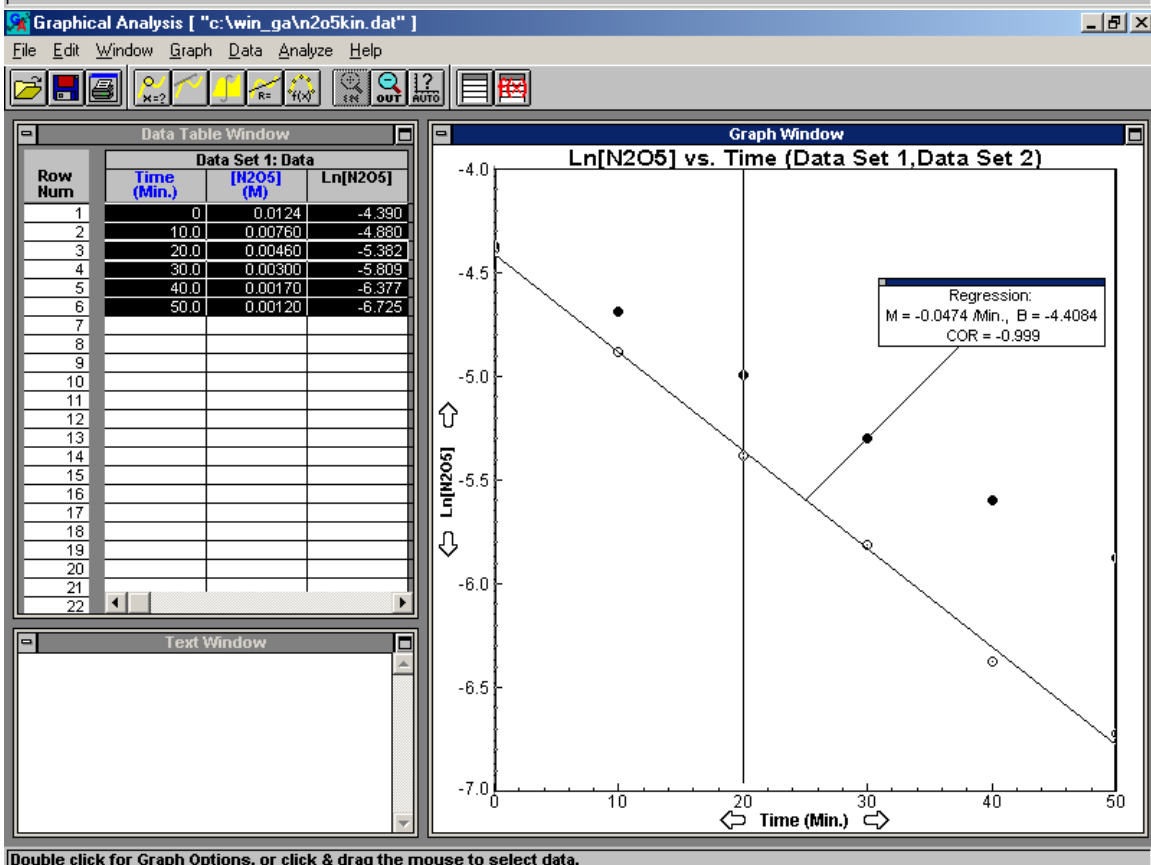 Graphical Analysis [ "c:\win_ga\n2o5kin.dat" ]
File Edit Window Graph Data Analyze Help
X=? R= f(x) IN OUT ? AUTO f(x)
Data Table Window
Data Set 1: Data
Row Num Time (Min.) [N2O5] (M) Ln[N2O5]
1 0 0.0124 -4.390
2 10.0 0.00760 -4.880
3 20.0 0.00460 -5.382
4 30.0 0.00300 -5.809
5 40.0 0.00170 -6.377
6 50.0 0.00120 -6.725
7
8
9
10
11
12
13
14
15
16
17
18
19
20
21
22
Text Window
Graph Window
Ln[N2O5] vs. Time (Data Set 1,Data Set 2)
-4.0
-4.5
-5.0
-5.5
-6.0
-6.5
-7.0
Ln[N2O5]
Regression:
M = -0.0474 /Min., B = -4.4084
COR = -0.999
0 10 20 30 40 50
Time (Min.)
Double click for Graph Options, or click & drag the mouse to select data.